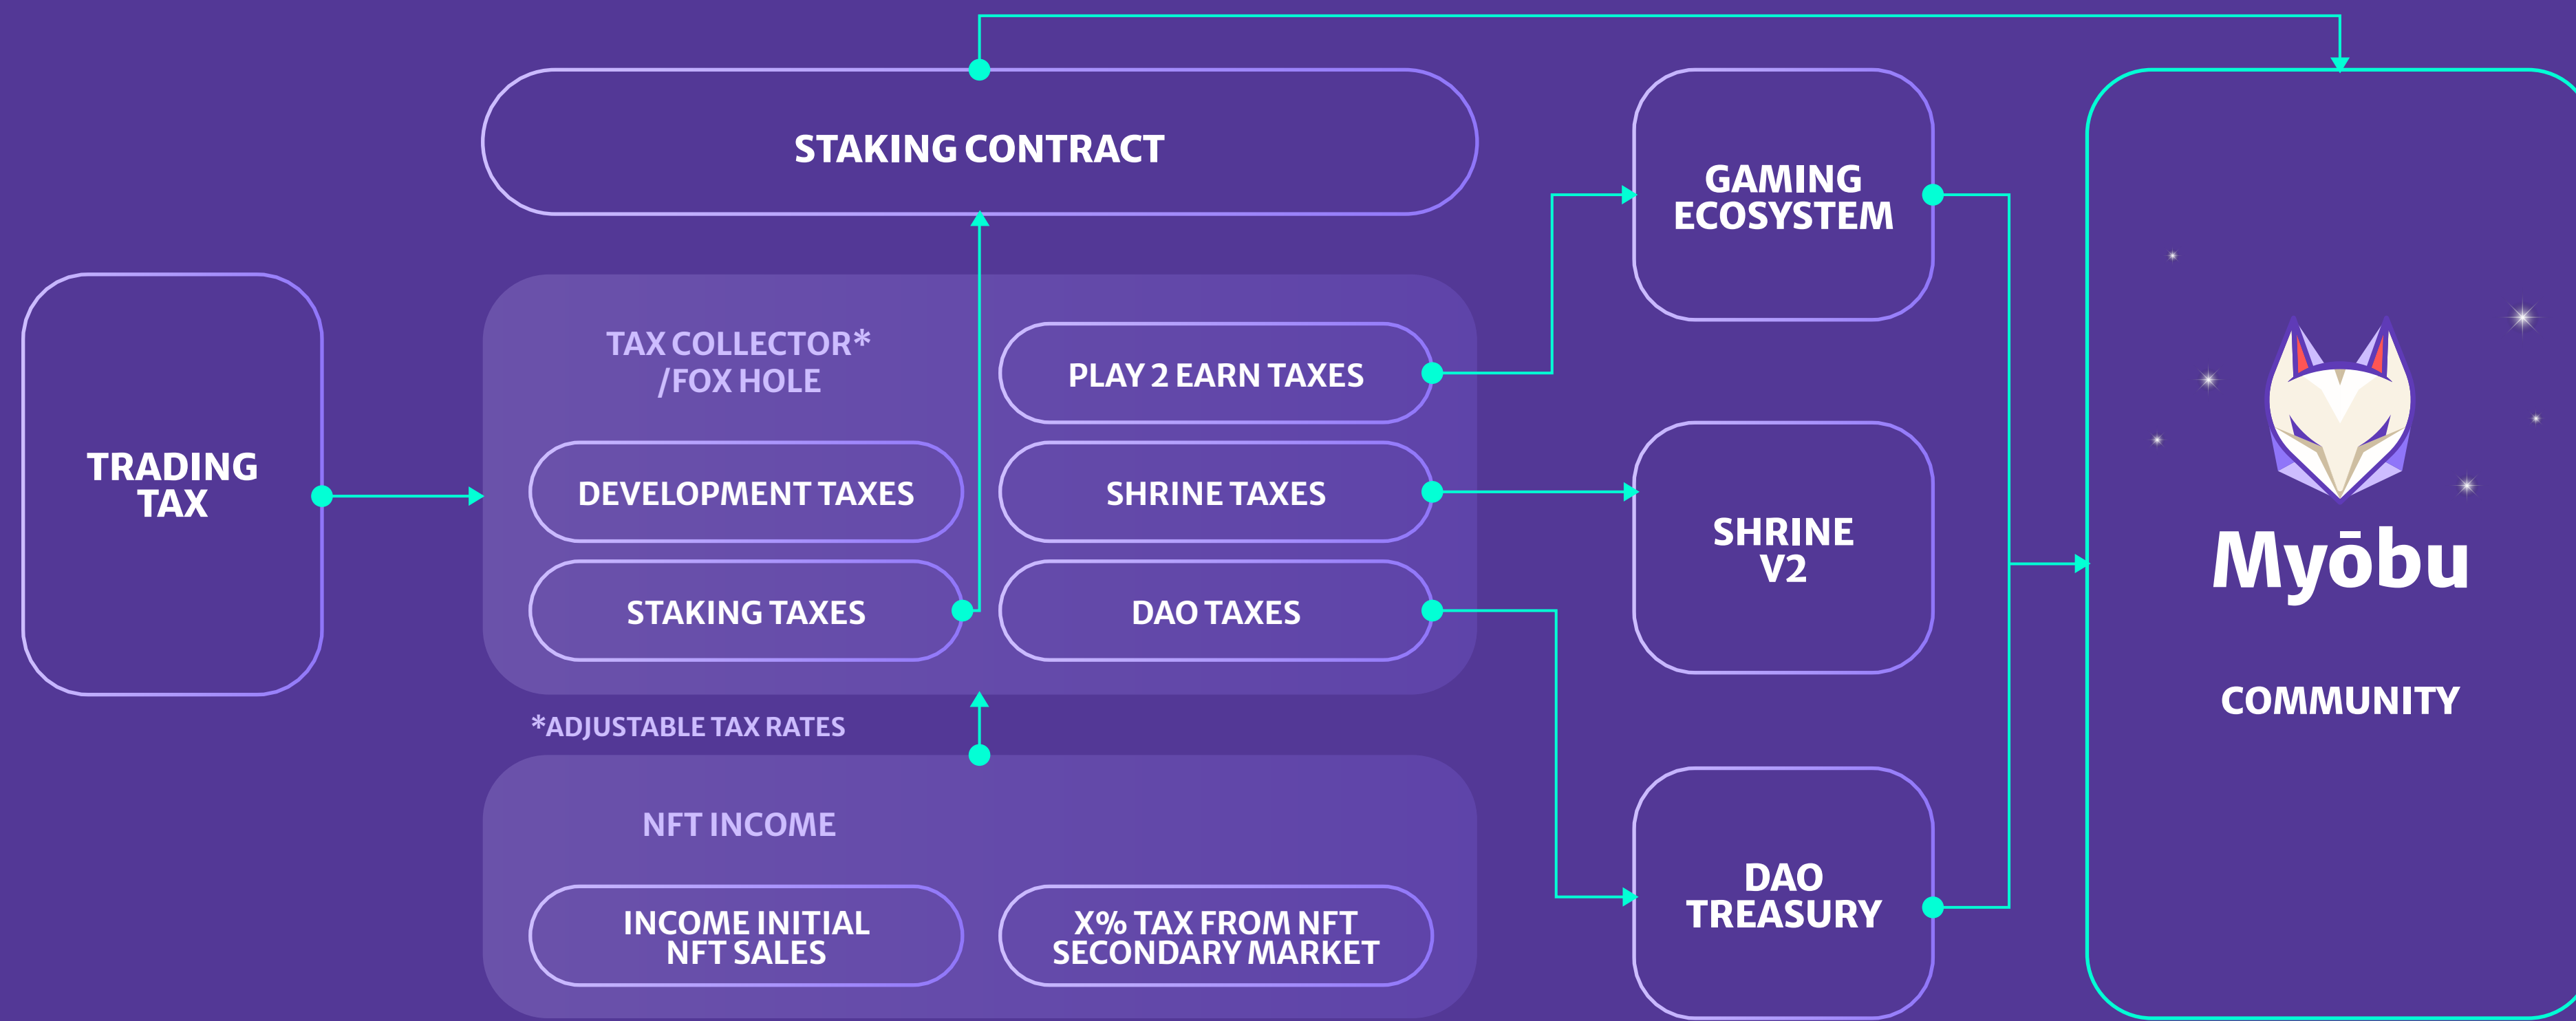 STAKING CONTRACT
TRADING
TAX
TAX COLLECTOR*
/FOX HOLE
DEVELOPMENT TAXES
STAKING TAXES
PLAY 2 EARN TAXES
SHRINE TAXES
DAO TAXES
*ADJUSTABLE TAX RATES
NFT INCOME
INCOME INITIAL
NFT SALES
X% TAX FROM NFT
SECONDARY MARKET
GAMING
ECOSYSTEM
SHRINE
V2
DAO
TREASURY
Myōbu
COMMUNITY